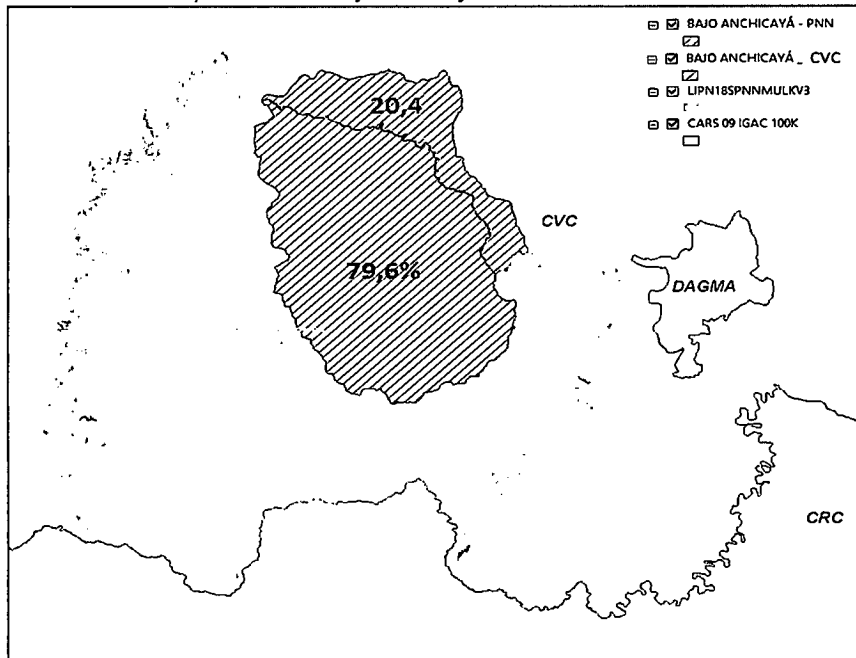 BAJO ANCHICAYÁ - PNN
BAJO ANCHICAYÁ _ CVC
LIPN18SPNNMULKV3
CARS 09 IGAC 100K
20,4
CVC
79,6%
DAGMA
CRC